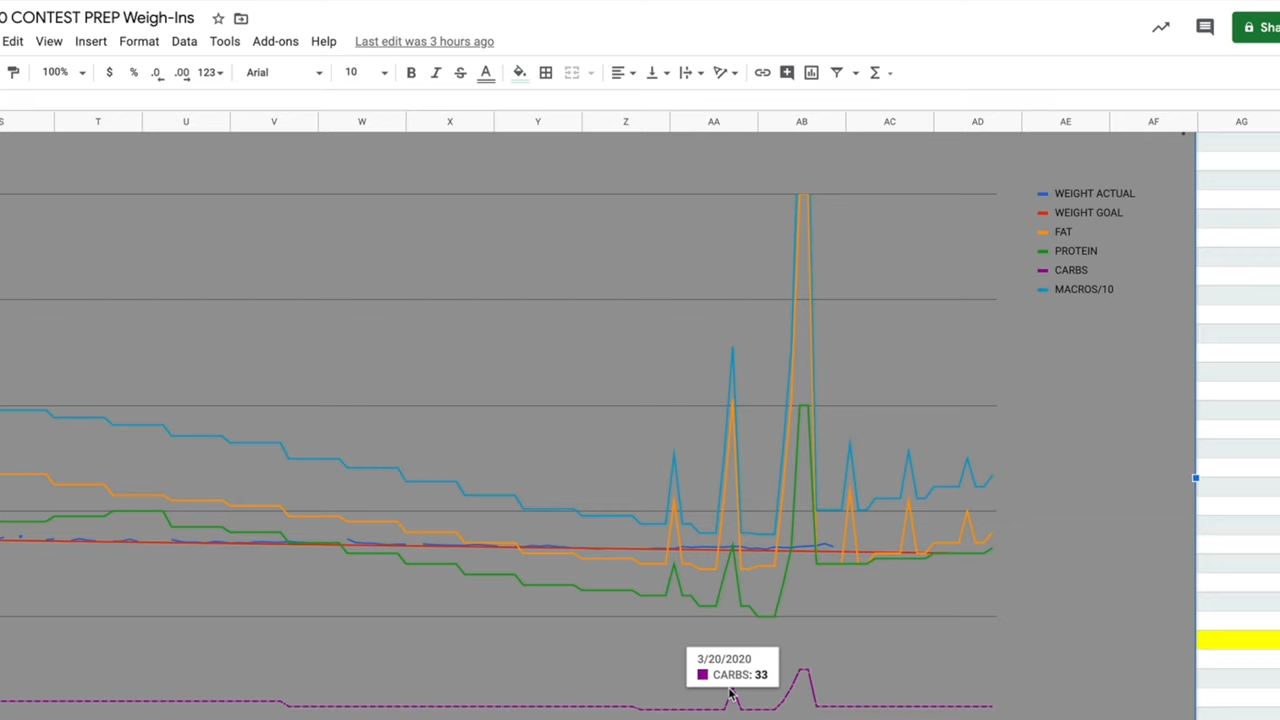 0 CONTEST PREP Weigh-Ins
Edit View Insert Format Data Tools Add-ons Help Last edit was 3 hours ago
Sha
100% $ % .0 .00 123 Arial 10 B I S A Σ
S T U V W X Y Z AA AB AC AD AE AF AG
WEIGHT ACTUAL
WEIGHT GOAL
FAT
PROTEIN
CARBS
MACROS/10
3/20/2020
CARBS: 33